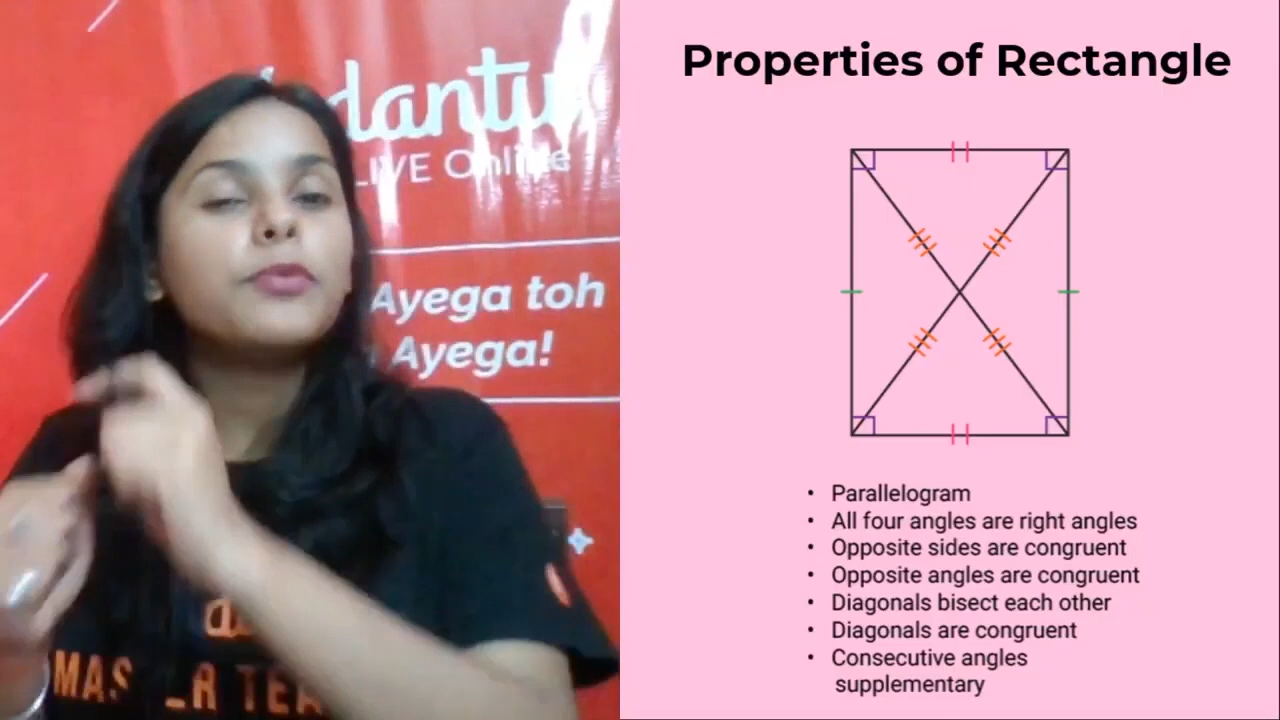 LIVE Online
Ayega toh
Ayega!
Properties of Rectangle
• Parallelogram
• All four angles are right angles
• Opposite sides are congruent
• Opposite angles are congruent
• Diagonals bisect each other
• Diagonals are congruent
• Consecutive angles
supplementary